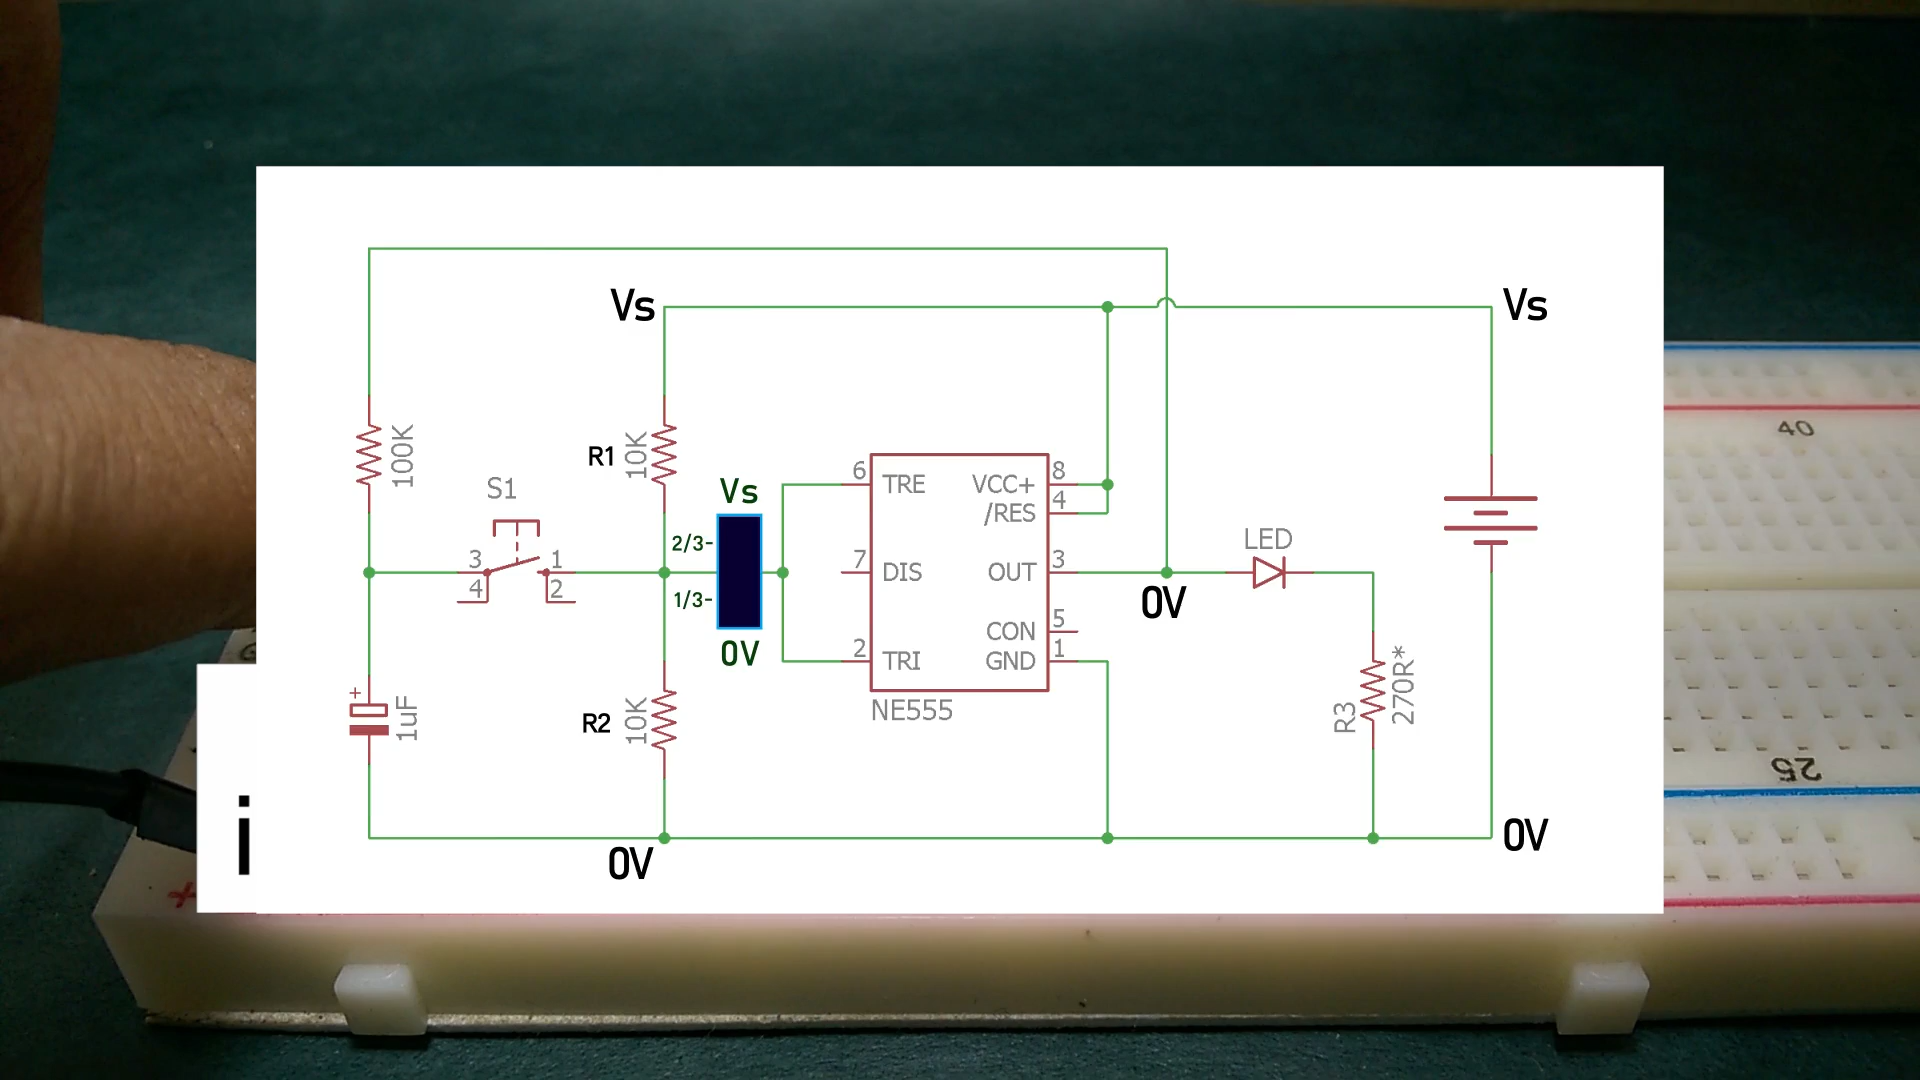 Vs
Vs
40
100K
R1
10K
S1
Vs
6
TRE
VCC+
8
/RES
4
2/3-
3
1
4
2
7
DIS
OUT
3
LED
1/3-
0V
0V
CON
5
2
TRI
GND
1
NE555
+
1uF
R2
10K
R3
270R*
25
i
0V
0V
+